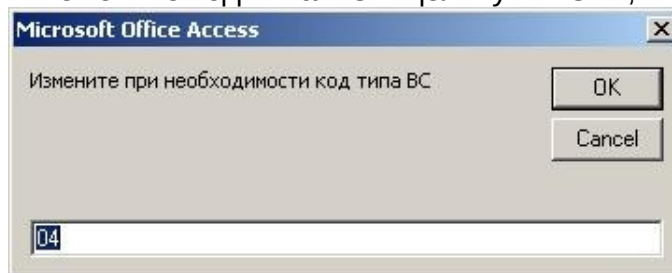 Microsoft Office Access
Измените при необходимости код типа ВС
OK
Cancel
04